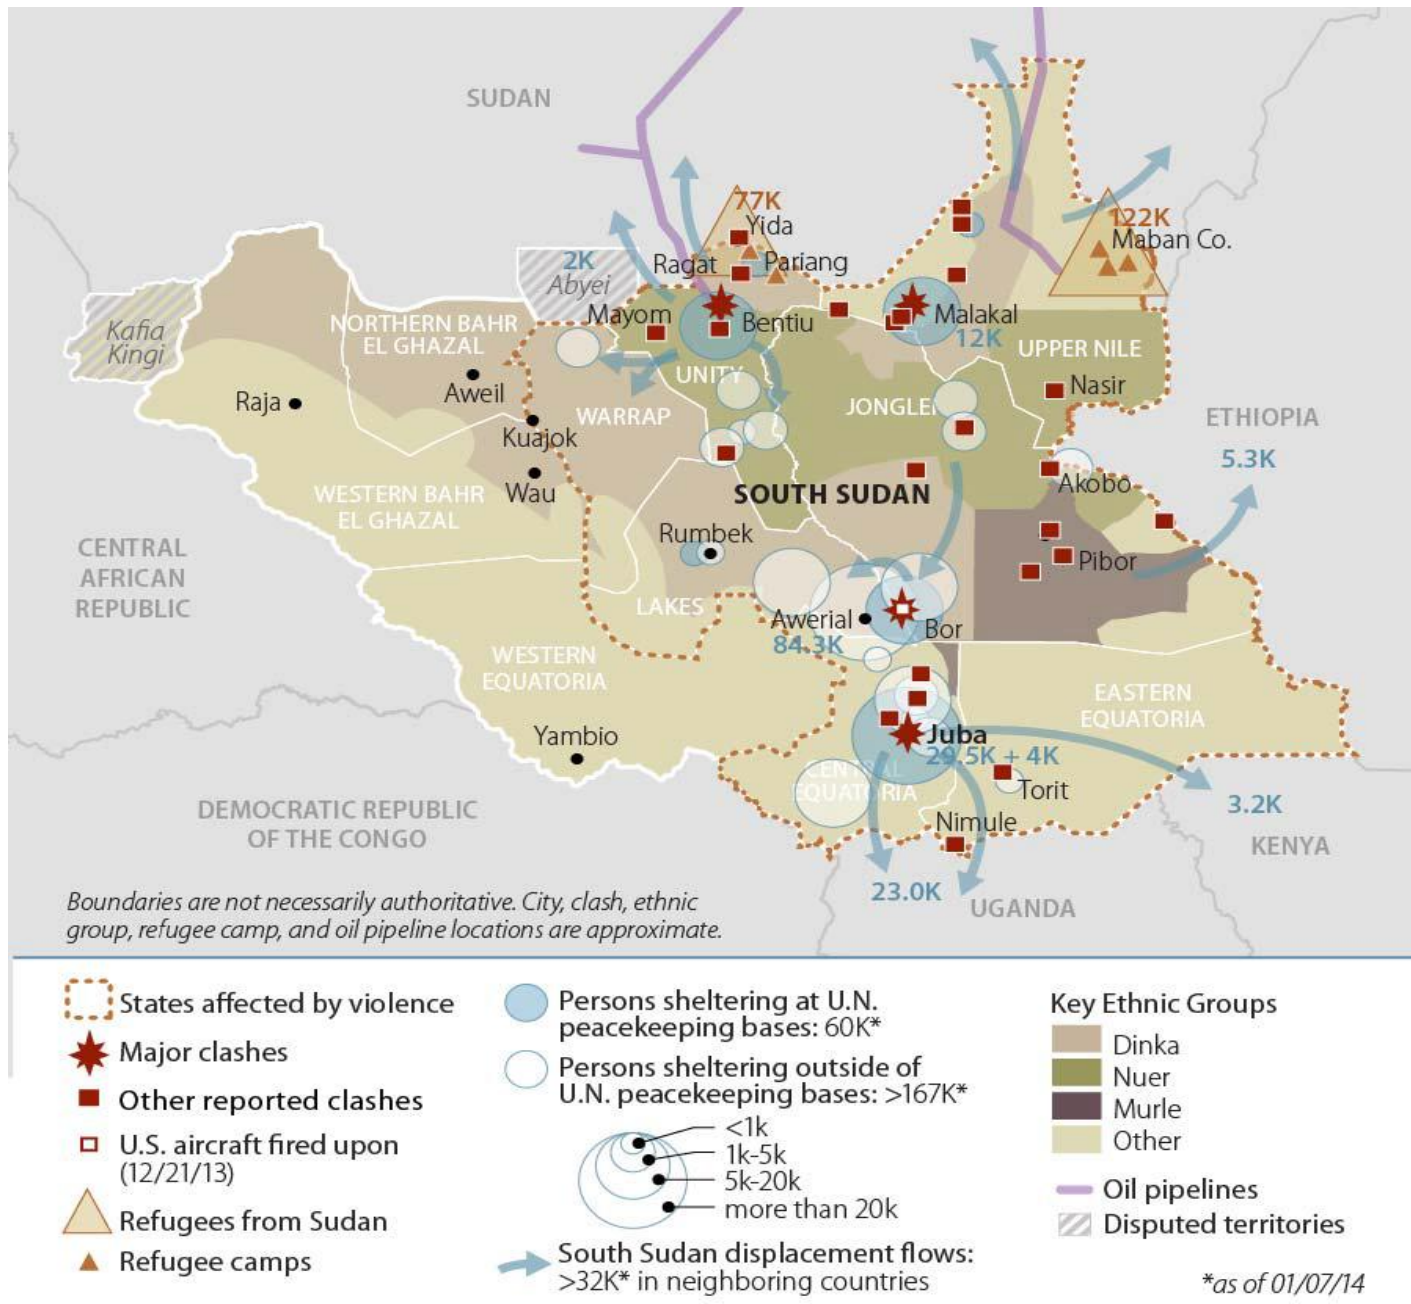 SUDAN
77K
Yida
122K
Maban Co.
2K
Abyei
Ragat
Pariang
Kafia
Kingi
NORTHERN BAHR
EL GHAZAL
Mayom
Bentiu
Malakal
12K
UPPER NILE
UNITY
Nasir
Raja
Aweil
WARRAP
JONGLEI
ETHIOPIA
5.3K
Kuajok
Wau
SOUTH SUDAN
Akobo
WESTERN BAHR
EL GHAZAL
CENTRAL
AFRICAN
REPUBLIC
Rumbek
Pibor
LAKES
Awerial
84.3K
Bor
WESTERN
EQUATORIA
EASTERN
EQUATORIA
Yambio
Juba
29.5K + 4K
CENTRAL
EQUATORIA
Torit
3.2K
DEMOCRATIC REPUBLIC
OF THE CONGO
Nimule
KENYA
23.0K
UGANDA
Boundaries are not necessarily authoritative. City, clash, ethnic
group, refugee camp, and oil pipeline locations are approximate.
States affected by violence
Major clashes
Other reported clashes
U.S. aircraft fired upon
(12/21/13)
Refugees from Sudan
Refugee camps
Persons sheltering at U.N.
peacekeeping bases: 60K*
Persons sheltering outside of
U.N. peacekeeping bases: >167K*
<1k
1k-5k
5k-20k
more than 20k
South Sudan displacement flows:
>32K* in neighboring countries
Key Ethnic Groups
Dinka
Nuer
Murle
Other
Oil pipelines
Disputed territories
*as of 01/07/14